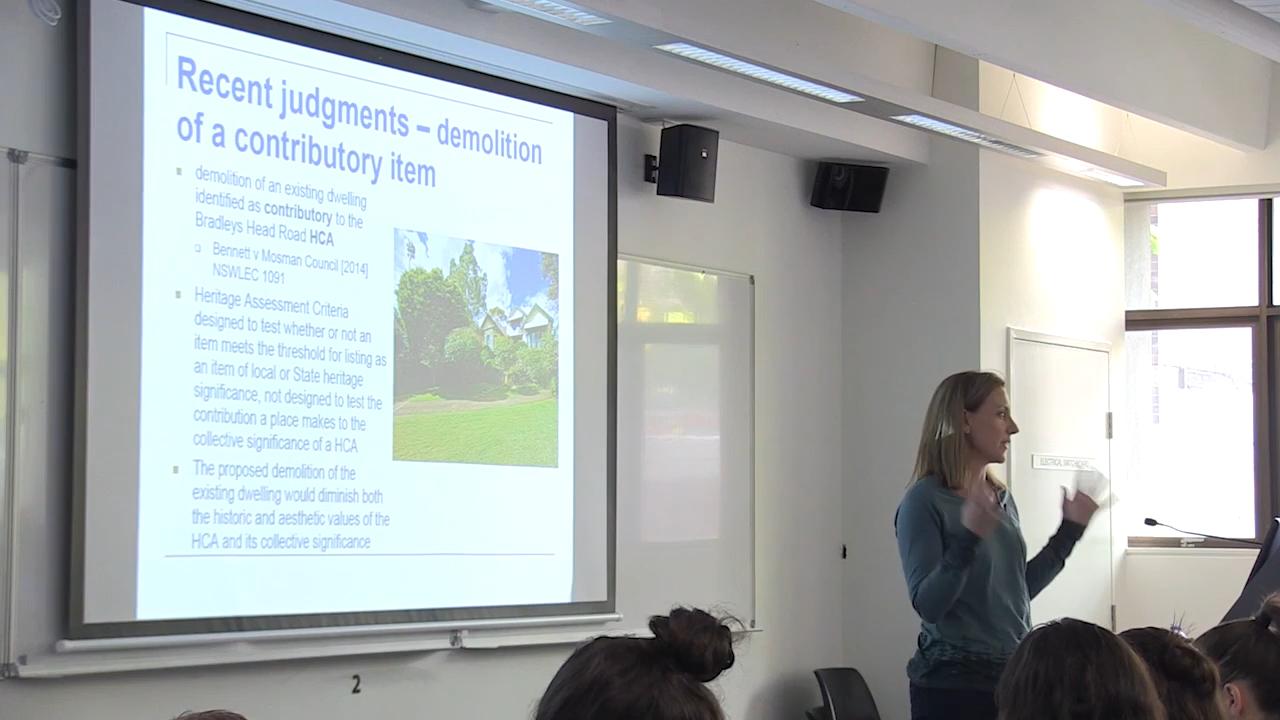 Recent judgments – demolition
of a contributory item
demolition of an existing dwelling
identified as contributory to the
Bradleys Head Road HCA
Bennett v Mosman Council [2014]
NSWLEC 1091
Heritage Assessment Criteria
designed to test whether or not an
item meets the threshold for listing as
an item of local or State heritage
significance, not designed to test the
contribution a place makes to the
collective significance of a HCA
The proposed demolition of the
existing dwelling would diminish both
the historic and aesthetic values of the
HCA and its collective significance
2
ELECTRICAL